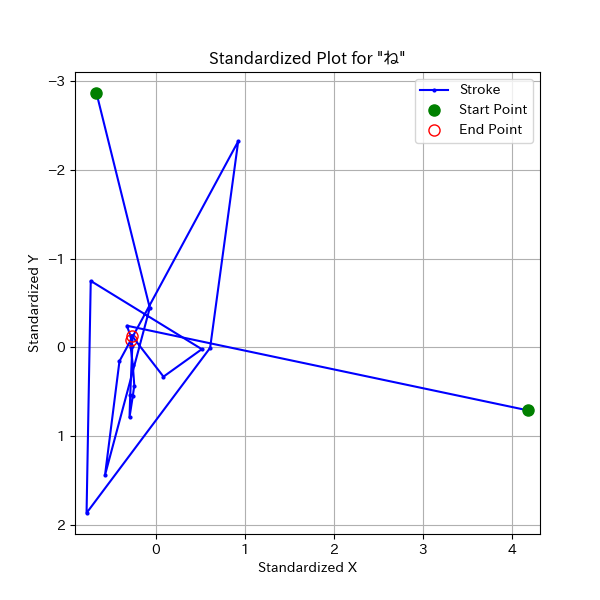 Standardized Plot for "ね"
Stroke
Start Point
End Point
Standardized Y
−3
−2
−1
0
1
2
0 1 2 3 4
Standardized X